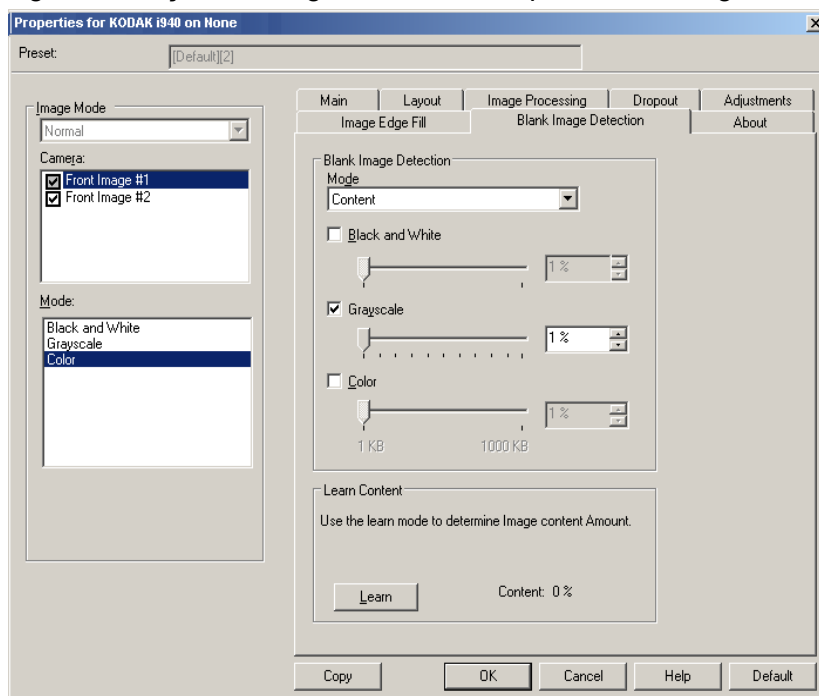 Properties for KODAK i940 on None
Preset:
[Default][2]
Image Mode
Normal
Camera:
Front Image #1
Front Image #2
Mode:
Black and White
Grayscale
Color
Main Layout Image Processing Dropout Adjustments
Image Edge Fill Blank Image Detection About
Blank Image Detection
Mode
Content
Black and White
1 %
Grayscale
1 %
Color
1 %
1 KB 1000 KB
Learn Content
Use the learn mode to determine Image content Amount.
Learn
Content: 0 %
Copy OK Cancel Help Default